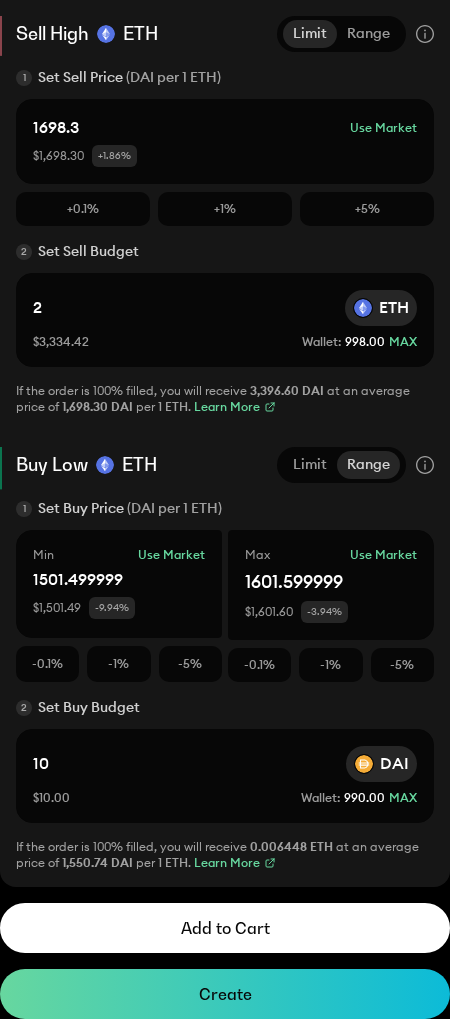 Sell High ETH Limit Range
1 Set Sell Price (DAI per 1 ETH)
1698.3 Use Market
$1,698.30 +1.86%
+0.1% +1% +5%
2 Set Sell Budget
2 ETH
$3,334.42 Wallet: 998.00 MAX
If the order is 100% filled, you will receive 3,396.60 DAI at an average
price of 1,698.30 DAI per 1 ETH. Learn More
Buy Low ETH Limit Range
1 Set Buy Price (DAI per 1 ETH)
Min Use Market Max Use Market
1501.499999 1601.599999
$1,501.49 -9.94% $1,601.60 -3.94%
-0.1% -1% -5% -0.1% -1% -5%
2 Set Buy Budget
10 DAI
$10.00 Wallet: 990.00 MAX
If the order is 100% filled, you will receive 0.006448 ETH at an average
price of 1,550.74 DAI per 1 ETH. Learn More
Add to Cart
Create